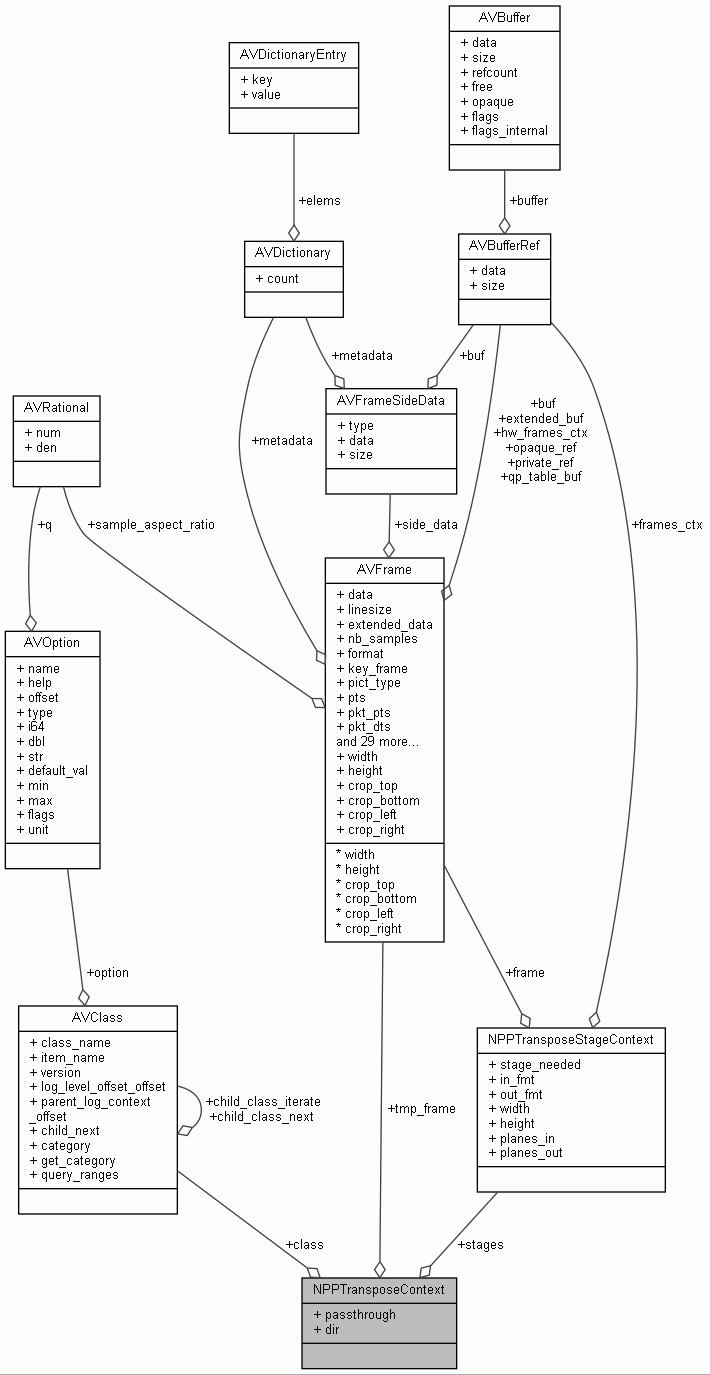 AVBuffer
+ data
+ size
+ refcount
+ free
+ opaque
+ flags
+ flags_internal
AVDictionaryEntry
+ key
+ value
+elems
+buffer
AVDictionary
+ count
AVBufferRef
+ data
+ size
+metadata
+buf
AVRational
+ num
+ den
AVFrameSideData
+ type
+ data
+ size
+metadata
+buf
+extended_buf
+hw_frames_ctx
+opaque_ref
+private_ref
+qp_table_buf
+q
+sample_aspect_ratio
+side_data
+frames_ctx
AVFrame
+ data
+ linesize
+ extended_data
+ nb_samples
+ format
+ key_frame
+ pict_type
+ pts
+ pkt_pts
+ pkt_dts
and 29 more...
+ width
+ height
+ crop_top
+ crop_bottom
+ crop_left
+ crop_right
* width
* height
* crop_top
* crop_bottom
* crop_left
* crop_right
AVOption
+ name
+ help
+ offset
+ type
+ i64
+ dbl
+ str
+ default_val
+ min
+ max
+ flags
+ unit
+option
+frame
AVClass
+ class_name
+ item_name
+ version
+ log_level_offset_offset
+ parent_log_context
_offset
+ child_next
+ category
+ get_category
+ query_ranges
+child_class_iterate
+child_class_next
+tmp_frame
NPPTransposeStageContext
+ stage_needed
+ in_fmt
+ out_fmt
+ width
+ height
+ planes_in
+ planes_out
+class
+stages
NPPTransposeContext
+ passthrough
+ dir